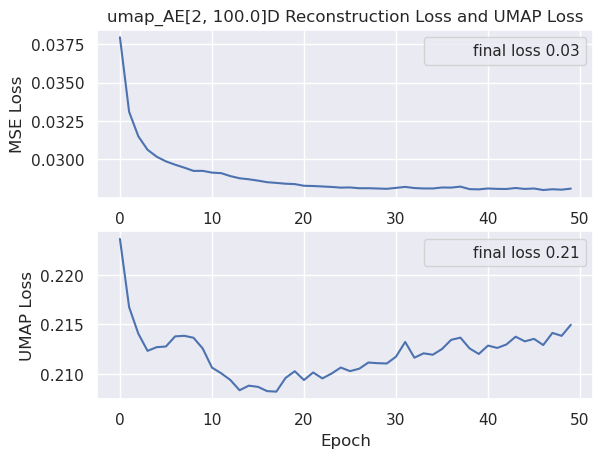 umap_AE[2, 100.0]D Reconstruction Loss and UMAP Loss
final loss 0.03
MSE Loss
0.0375
0.0350
0.0325
0.0300
0 10 20 30 40 50
final loss 0.21
UMAP Loss
0.220
0.215
0.210
0 10 20 30 40 50
Epoch